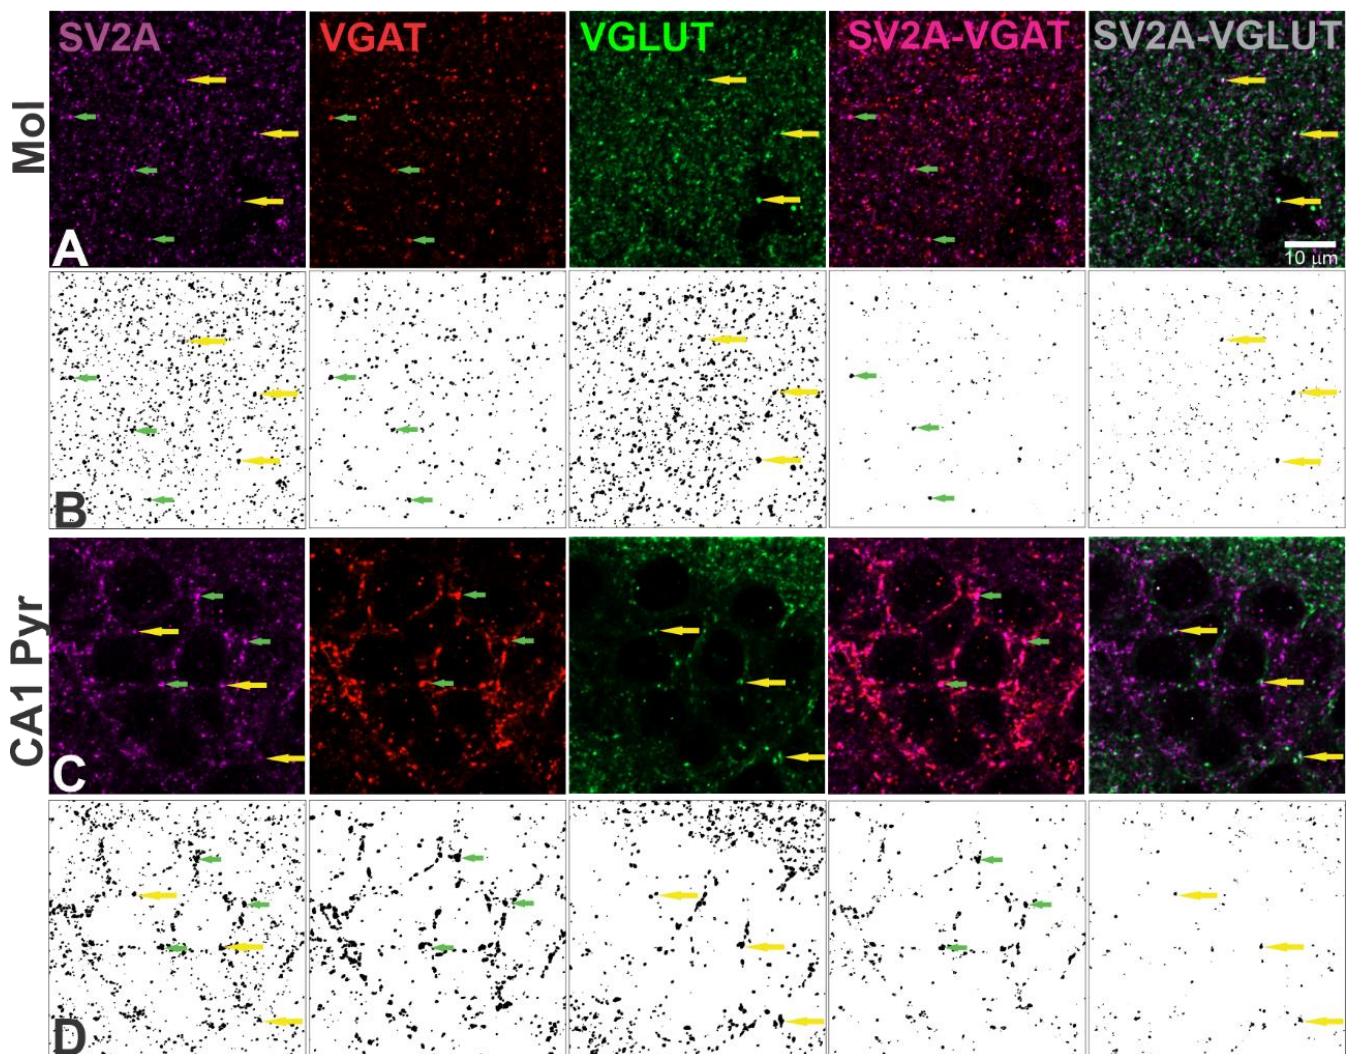 SV2A VGAT VGLUT SV2A-VGAT SV2A-VGLUT
Mol
A
10 μm
B
CA1 Pyr
C
D